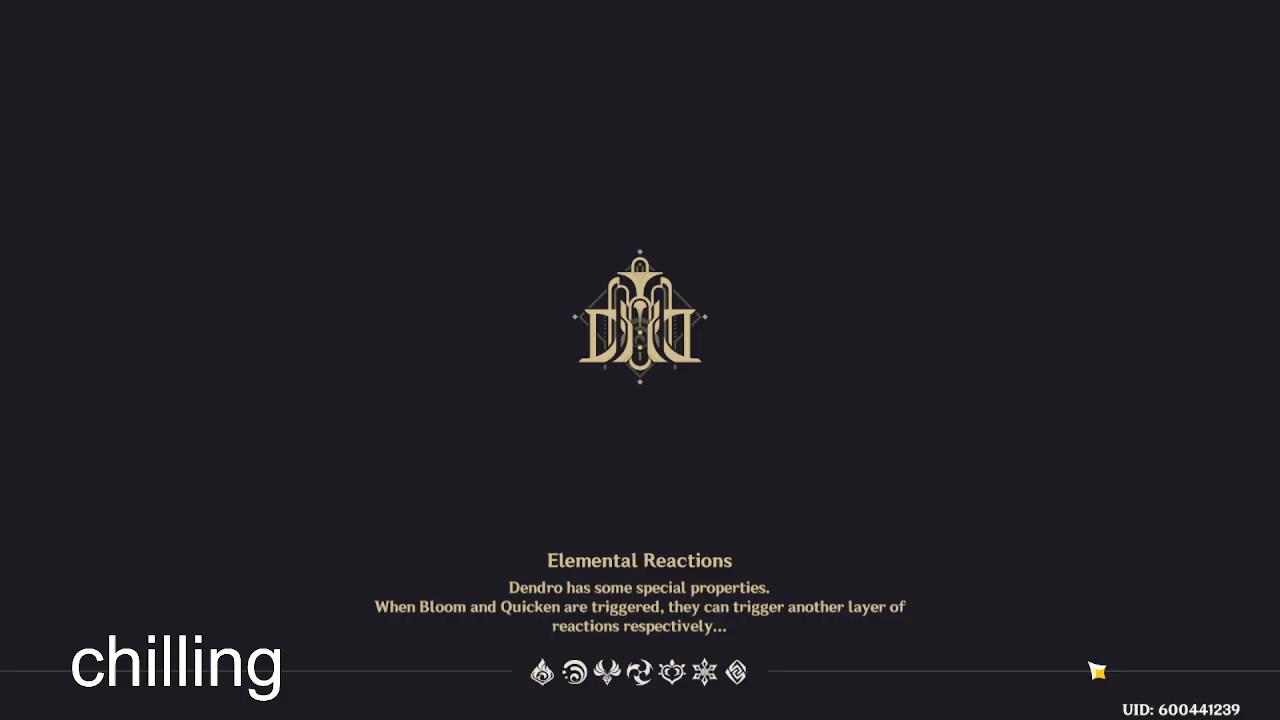 Elemental Reactions
Dendro has some special properties.
When Bloom and Quicken are triggered, they can trigger another layer of
reactions respectively...
chilling
UID: 600441239